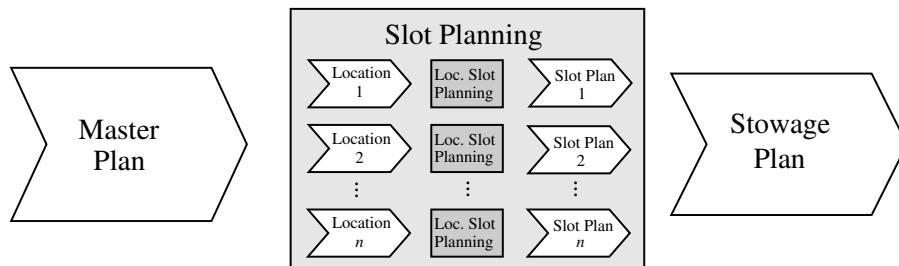 Slot Planning
Master
Plan
Location
1
Loc. Slot
Planning
Slot Plan
1
Location
2
Loc. Slot
Planning
Slot Plan
2
Location
n
Loc. Slot
Planning
Slot Plan
n
Stowage
Plan